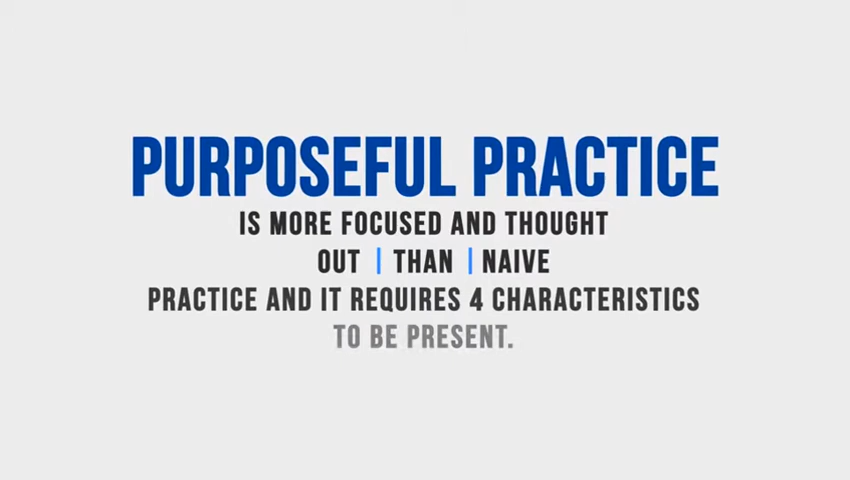 PURPOSEFUL PRACTICE
IS MORE FOCUSED AND THOUGHT
OUT | THAN | NAIVE
PRACTICE AND IT REQUIRES 4 CHARACTERISTICS
TO BE PRESENT.